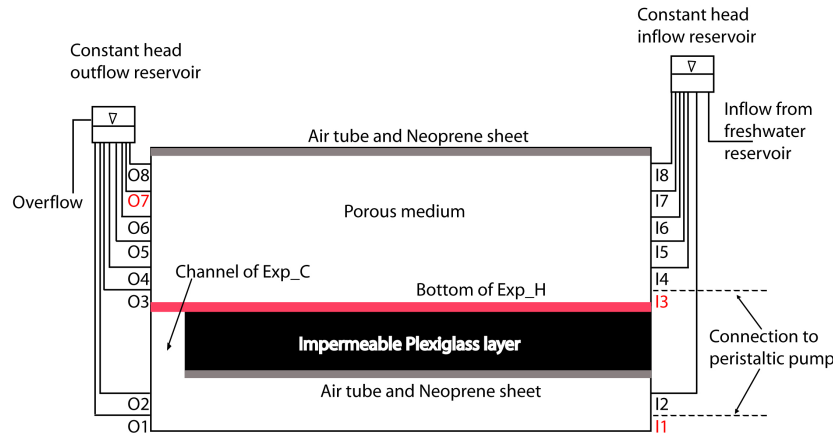 Constant head
inflow reservoir
Constant head
outflow reservoir
Inflow from
freshwater
reservoir
Air tube and Neoprene sheet
Overflow
O8
O7
O6
O5
O4
O3
O2
O1
I8
I7
I6
I5
I4
I3
I2
I1
Porous medium
Channel of Exp_C
Bottom of Exp_H
Impermeable Plexiglass layer
Connection to
peristaltic pump
Air tube and Neoprene sheet